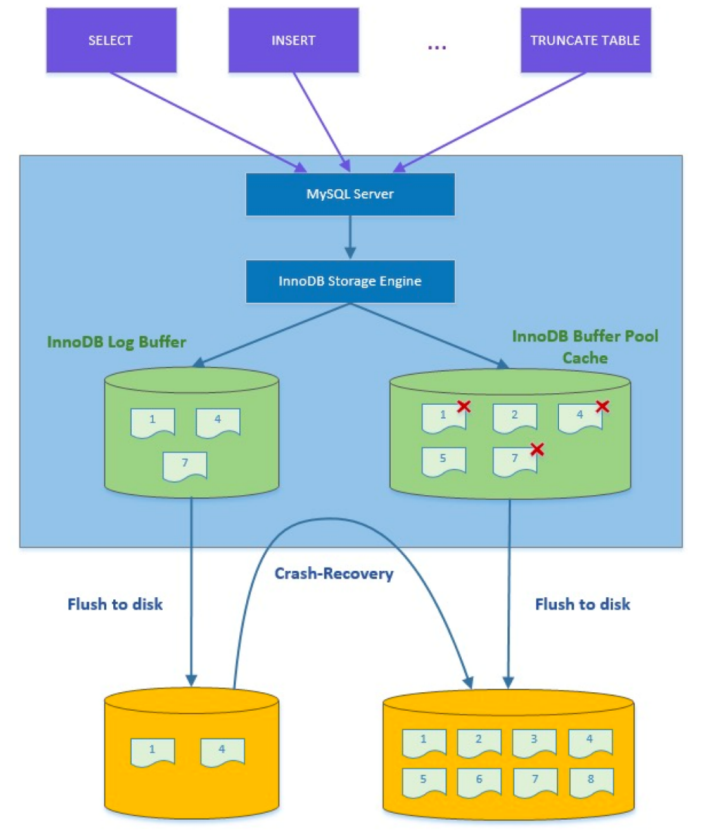 SELECT
INSERT
...
TRUNCATE TABLE
MySQL Server
InnoDB Storage Engine
InnoDB Log Buffer
InnoDB Buffer Pool
Cache
1
4
7
1
2
4
5
7
Crash-Recovery
Flush to disk
Flush to disk
1
4
1
2
3
4
5
6
7
8